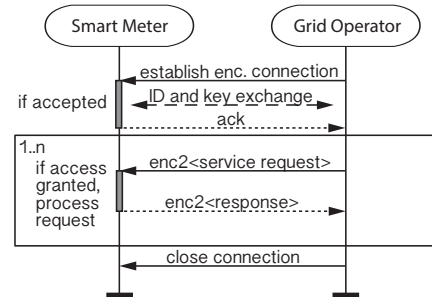 Smart Meter
Grid Operator
establish enc. connection
if accepted
ID and key exchange
ack
1..n
enc2<service request>
if access
granted,
process
request
enc2<response>
close connection